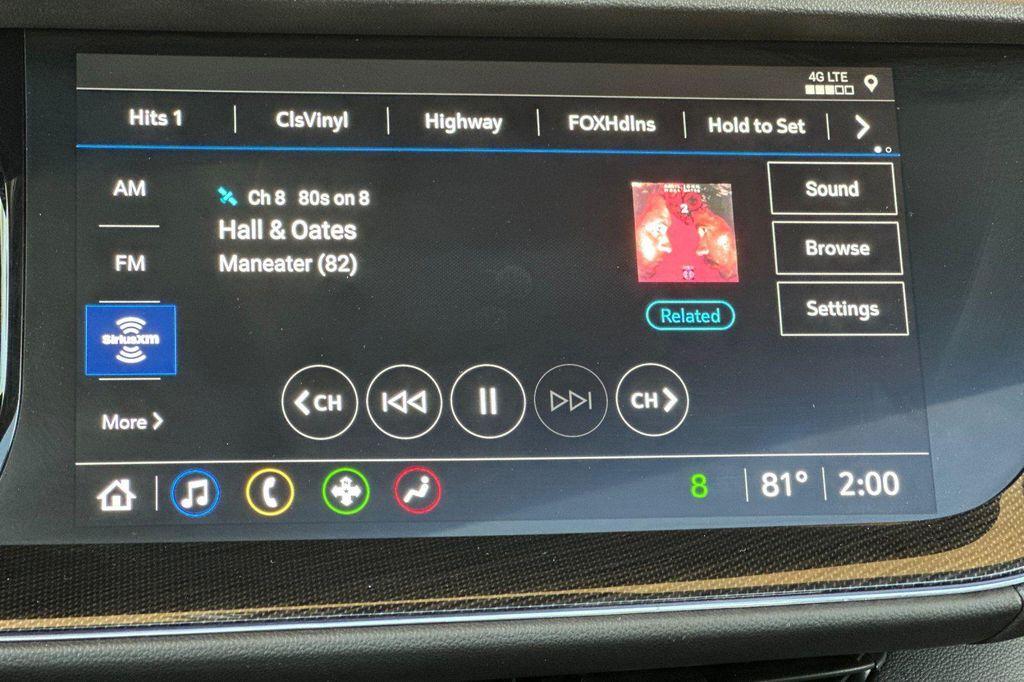 4G LTE
Hits 1 ClsVinyl Highway FOXHdlns Hold to Set
AM
Ch 8 80s on 8
Sound
Hall & Oates
FM
Maneater (82)
Browse
SiriusXM
Related
Settings
More
CH CH
8 81° 2:00